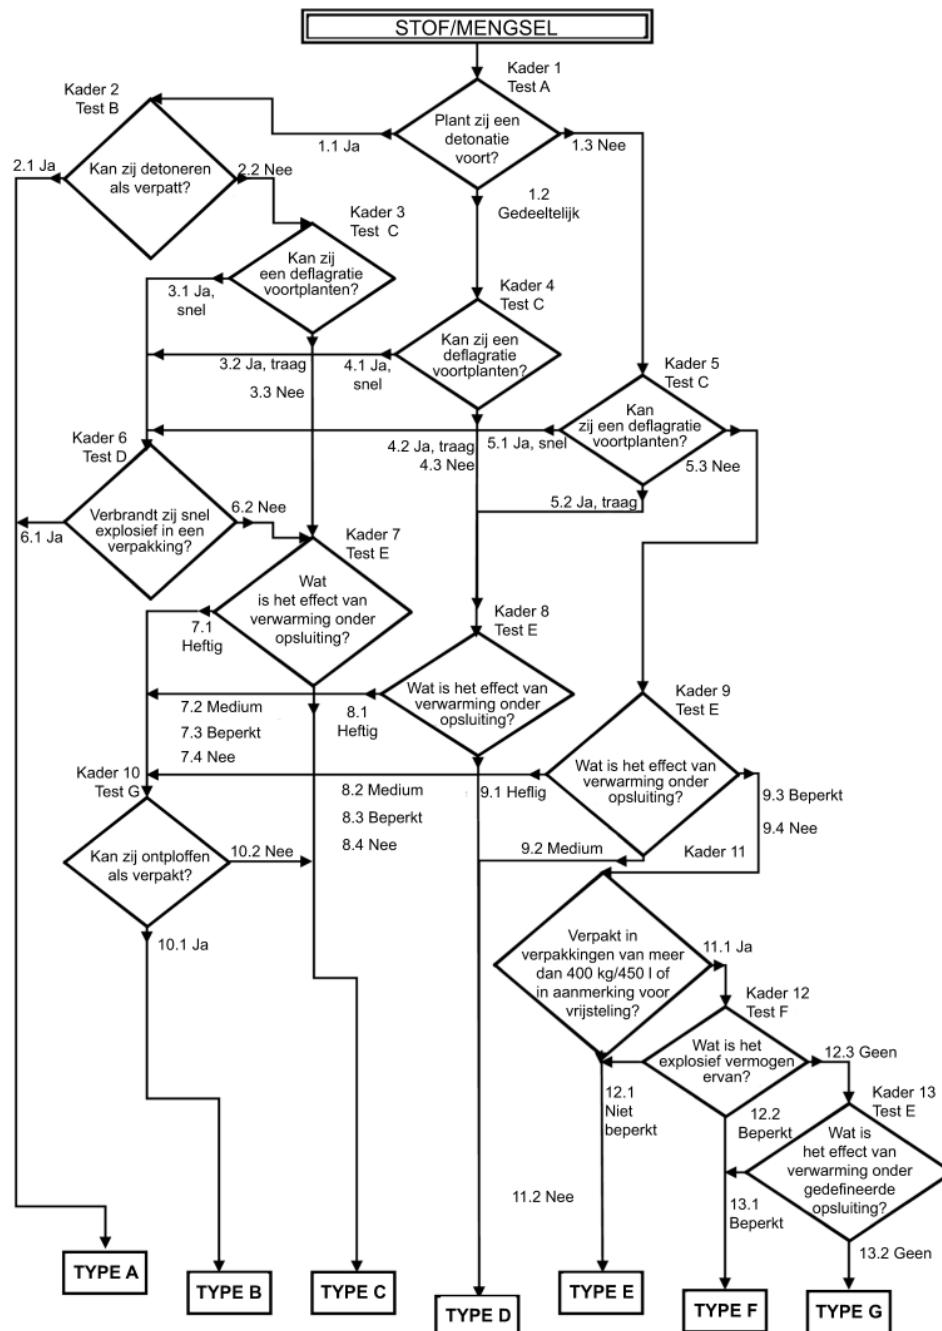 STOF/MENGSEL
Kader 1
Test A
Plant zij een
detonatie
voort?
1.1 Ja
1.3 Nee
1.2
Gedeeltelijk
Kader 2
Test B
Kan zij detoneren
als verpatt?
2.1 Ja
2.2 Nee
Kader 3
Test C
Kan zij
een deflagratie
voortplanten?
3.1 Ja,
snel
3.2 Ja, traag
3.3 Nee
Kader 4
Test C
Kan zij een
deflagratie
voortplanten?
4.1 Ja,
snel
4.2 Ja, traag
4.3 Nee
Kader 5
Test C
Kan
zij een deflagratie
voortplanten?
5.1 Ja, snel
5.3 Nee
5.2 Ja, traag
Kader 6
Test D
Verbrandt zij snel
explosief in een
verpakking?
6.1 Ja
6.2 Nee
Kader 7
Test E
Wat
is het effect van
verwarming onder
opsluiting?
7.1
Heftig
7.2 Medium
7.3 Beperkt
7.4 Nee
Kader 8
Test E
Wat is het effect van
verwarming onder
opsluiting?
8.1
Heftig
8.2 Medium
8.3 Beperkt
8.4 Nee
Kader 9
Test E
Wat is het effect van
verwarming onder
opsluiting?
9.1 Heflig
9.2 Medium
9.3 Beperkt
9.4 Nee
Kader 10
Test G
Kan zij ontploffen
als verpakt?
10.1 Ja
10.2 Nee
Kader 11
Verpakt in
verpakkingen van meer
dan 400 kg/450 l of
in aanmerking voor
vrijsteling?
11.1 Ja
11.2 Nee
Kader 12
Test F
Wat is het
explosief vermogen
ervan?
12.1
Niet
beperkt
12.2
Beperkt
12.3 Geen
Kader 13
Test E
Wat is
het effect van
verwarming onder
gedefineerde
opsluiting?
13.1
Beperkt
13.2 Geen
TYPE A
TYPE B
TYPE C
TYPE D
TYPE E
TYPE F
TYPE G